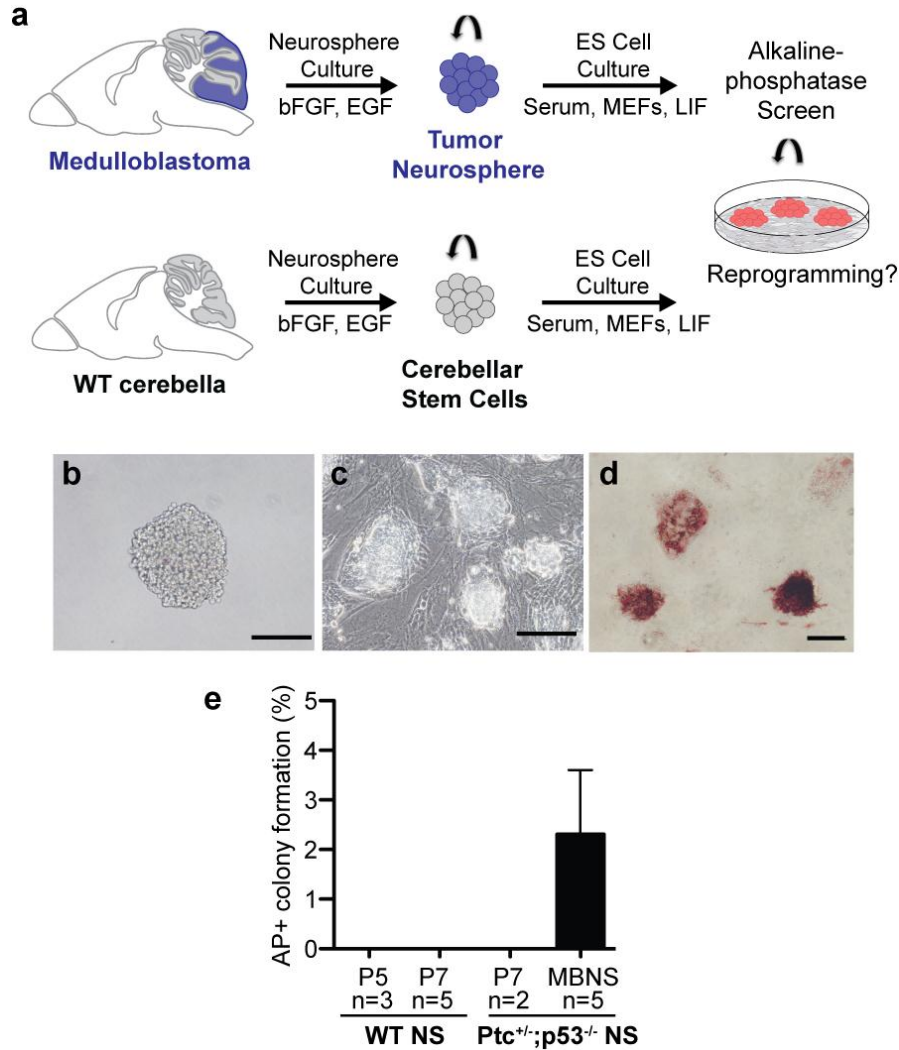 a
Neurosphere
Culture
bFGF, EGF
Medulloblastoma
Tumor
Neurosphere
ES Cell
Culture
Serum, MEFs, LIF
Alkaline-
phosphatase
Screen
Reprogramming?
Neurosphere
Culture
bFGF, EGF
WT cerebella
Cerebellar
Stem Cells
ES Cell
Culture
Serum, MEFs, LIF
b
c
d
e
AP+ colony formation (%)
5
4
3
2
1
0
P5 P7 P7 MBNS
n=3 n=5 n=2 n=5
WT NS Ptc+/-;p53-/- NS